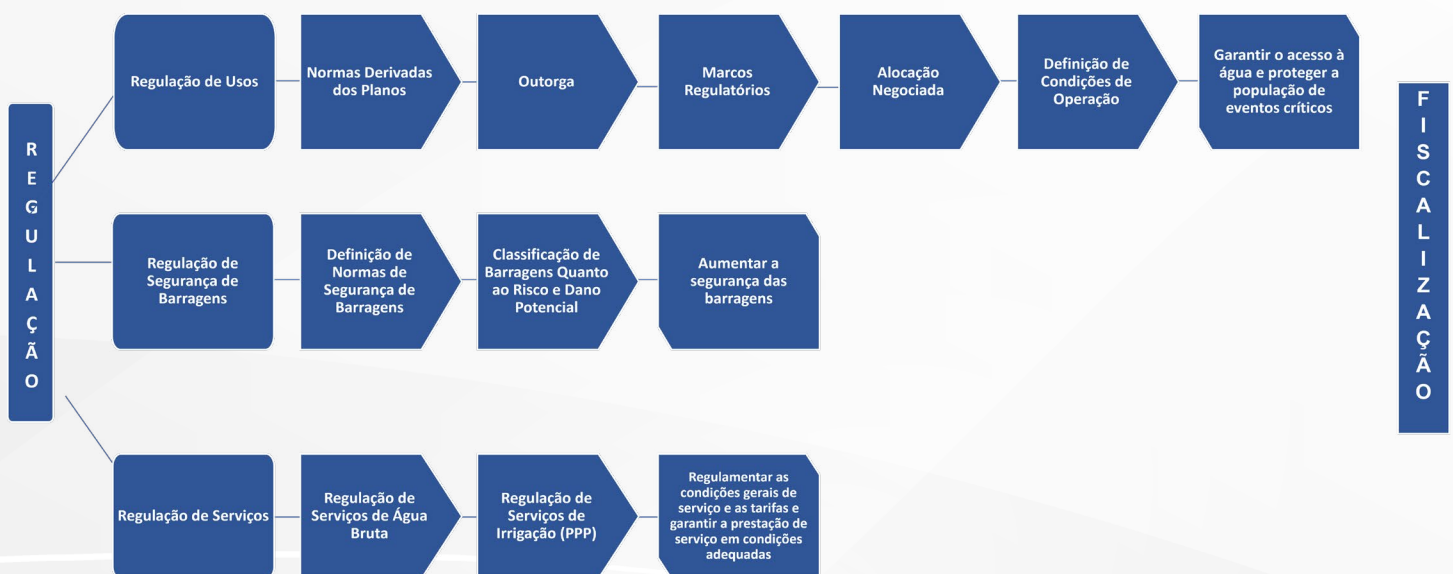 REGULAÇÃO
Regulação de Usos
Normas Derivadas
dos Planos
Outorga
Marcos
Regulatórios
Alocação
Negociada
Definição de
Condições de
Operação
Garantir o acesso à
água e proteger a
população de
eventos críticos
Regulação de
Segurança de
Barragens
Definição de
Normas de
Segurança de
Barragens
Classificação de
Barragens Quanto
ao Risco e Dano
Potencial
Aumentar a
segurança das
barragens
Regulação de Serviços
Regulação de
Serviços de Água
Bruta
Regulação de
Serviços de
Irrigação (PPP)
Regulamentar as
condições gerais de
serviço e as tarifas e
garantir a prestação de
serviço em condições
adequadas
FISCALIZAÇÃO